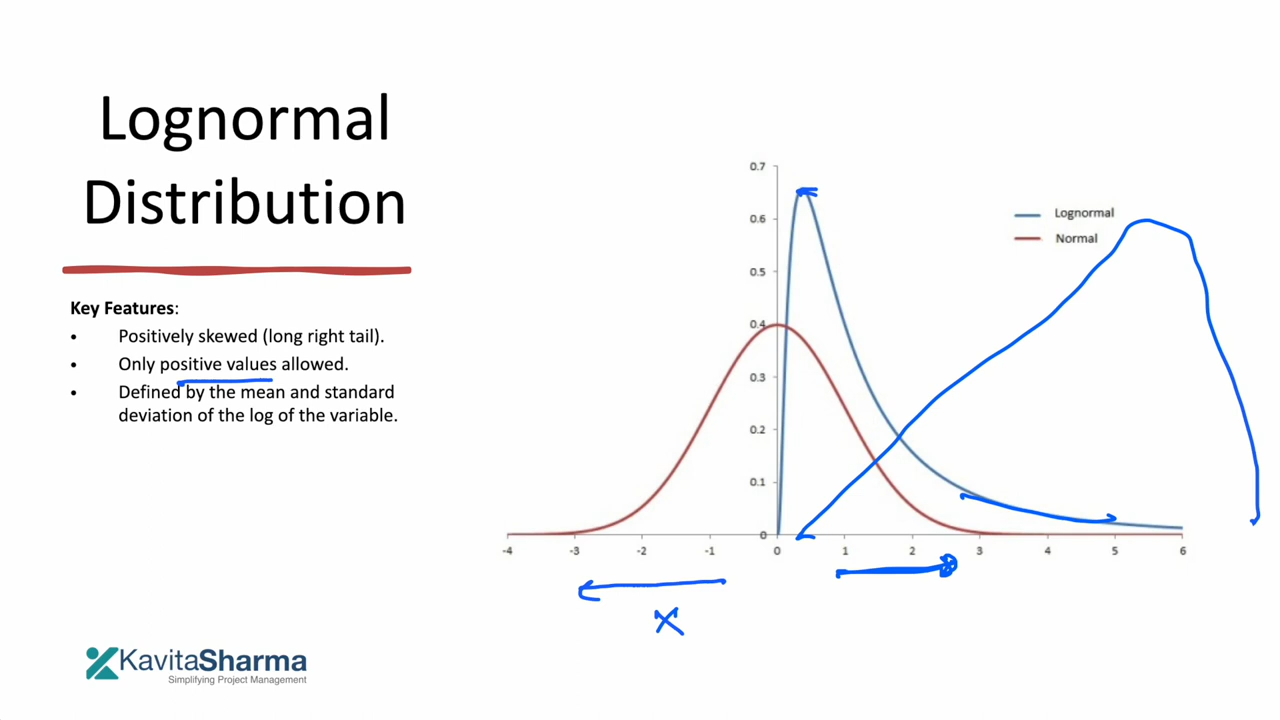 Lognormal
Distribution
Key Features:
• Positively skewed (long right tail).
• Only positive values allowed.
• Defined by the mean and standard
deviation of the log of the variable.
0.7
0.6
0.5
0.4
0.3
0.2
0.1
0
-4 -3 -2 -1 0 1 2 3 4 5 6
Lognormal
Normal
X
KavitaSharma
Simplifying Project Management